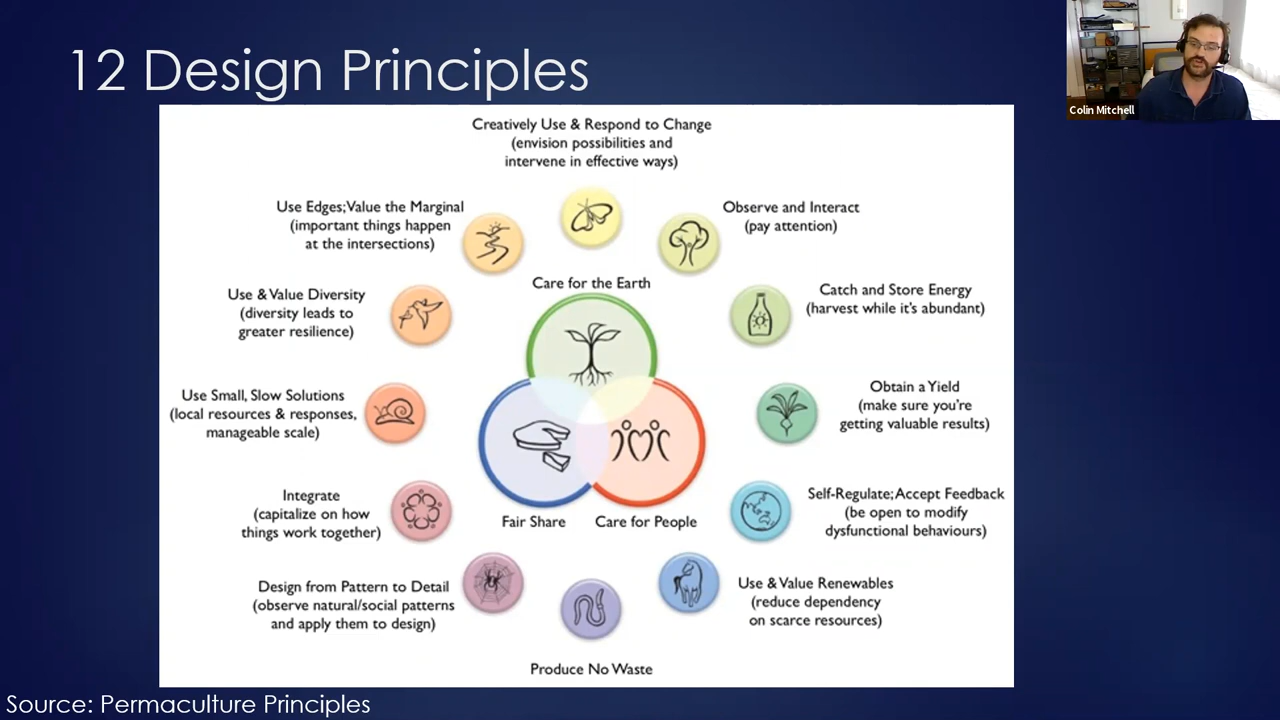 12 Design Principles
Colin Mitchell
Creatively Use & Respond to Change
(envision possibilities and
intervene in effective ways)
Observe and Interact
(pay attention)
Catch and Store Energy
(harvest while it's abundant)
Obtain a Yield
(make sure you're
getting valuable results)
Self-Regulate; Accept Feedback
(be open to modify
dysfunctional behaviours)
Use & Value Renewables
(reduce dependency
on scarce resources)
Produce No Waste
Design from Pattern to Detail
(observe natural/social patterns
and apply them to design)
Integrate
(capitalize on how
things work together)
Use Small, Slow Solutions
(local resources & responses,
manageable scale)
Use & Value Diversity
(diversity leads to
greater resilience)
Use Edges; Value the Marginal
(important things happen
at the intersections)
Care for the Earth
Fair Share
Care for People
Source: Permaculture Principles